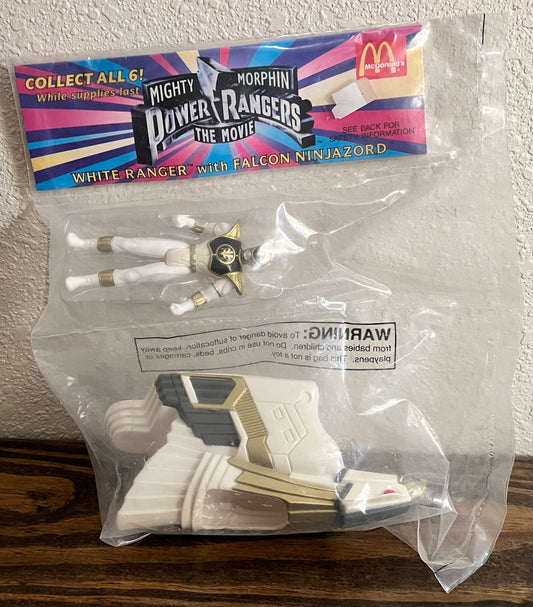 COLLECT ALL 6!
While supplies last
MIGHTY MORPHIN
POWER RANGERS
THE MOVIE
McDonald's
SEE BACK FOR
SAFETY INFORMATION
WHITE RANGER™ with FALCON NINJAZORD
WARNING: To avoid danger of suffocation, keep away
from babies and children. Do not use in cribs, beds, carriages or
playpens. This bag is not a toy.